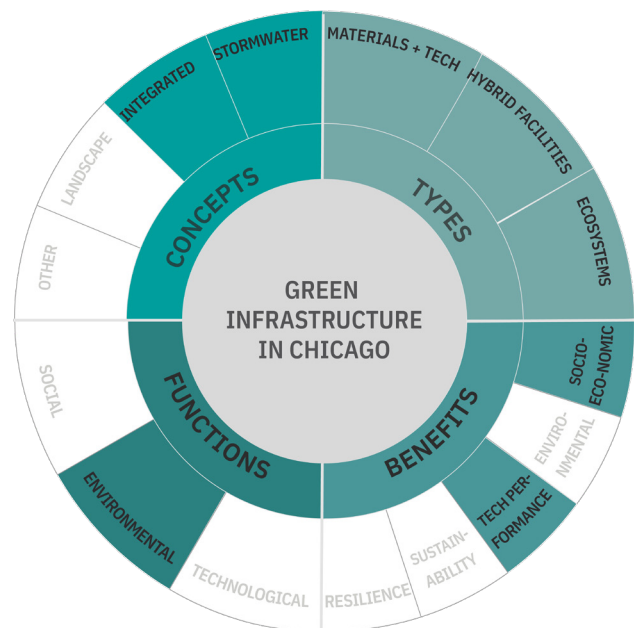 GREEN
INFRASTRUCTURE
IN CHICAGO
CONCEPTS
OTHER
LANDSCAPE
INTEGRATED
STORMWATER
TYPES
MATERIALS + TECH
HYBRID FACILITIES
ECOSYSTEMS
BENEFITS
SOCIO-
ECO-NOMIC
ENVIRO-
NMENTAL
TECH PER-
FORMANCE
SUSTAIN-
ABILITY
RESILIENCE
FUNCTIONS
TECHNOLOGICAL
ENVIRONMENTAL
SOCIAL